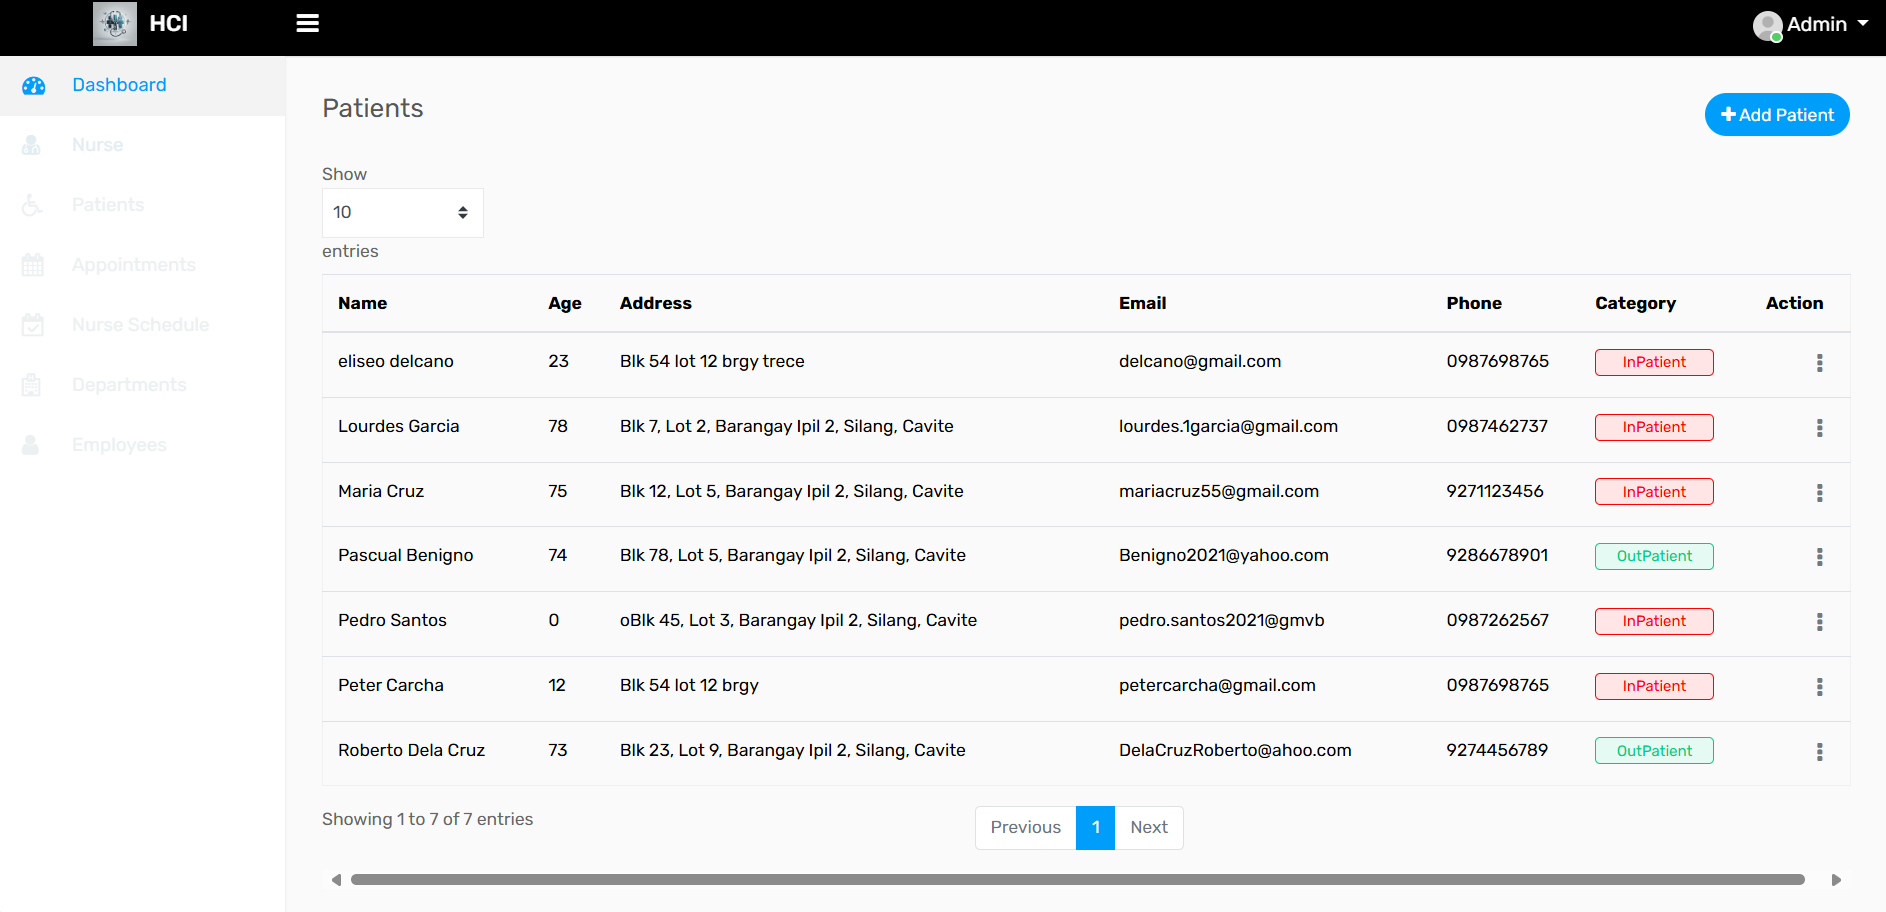 HCI
Admin
Dashboard
Nurse
Patients
Appointments
Nurse Schedule
Departments
Employees
Patients
Add Patient
Show
10
entries
Name Age Address Email Phone Category Action
eliseo delcano 23 Blk 54 lot 12 brgy trece delcano@gmail.com 0987698765 InPatient
Lourdes Garcia 78 Blk 7, Lot 2, Barangay Ipil 2, Silang, Cavite lourdes.1garcia@gmail.com 0987462737 InPatient
Maria Cruz 75 Blk 12, Lot 5, Barangay Ipil 2, Silang, Cavite mariacruz55@gmail.com 9271123456 InPatient
Pascual Benigno 74 Blk 78, Lot 5, Barangay Ipil 2, Silang, Cavite Benigno2021@yahoo.com 9286678901 OutPatient
Pedro Santos 0 oBlk 45, Lot 3, Barangay Ipil 2, Silang, Cavite pedro.santos2021@gmvb 0987262567 InPatient
Peter Carcha 12 Blk 54 lot 12 brgy petercarcha@gmail.com 0987698765 InPatient
Roberto Dela Cruz 73 Blk 23, Lot 9, Barangay Ipil 2, Silang, Cavite DelaCruzRoberto@ahoo.com 9274456789 OutPatient
Showing 1 to 7 of 7 entries
Previous 1 Next